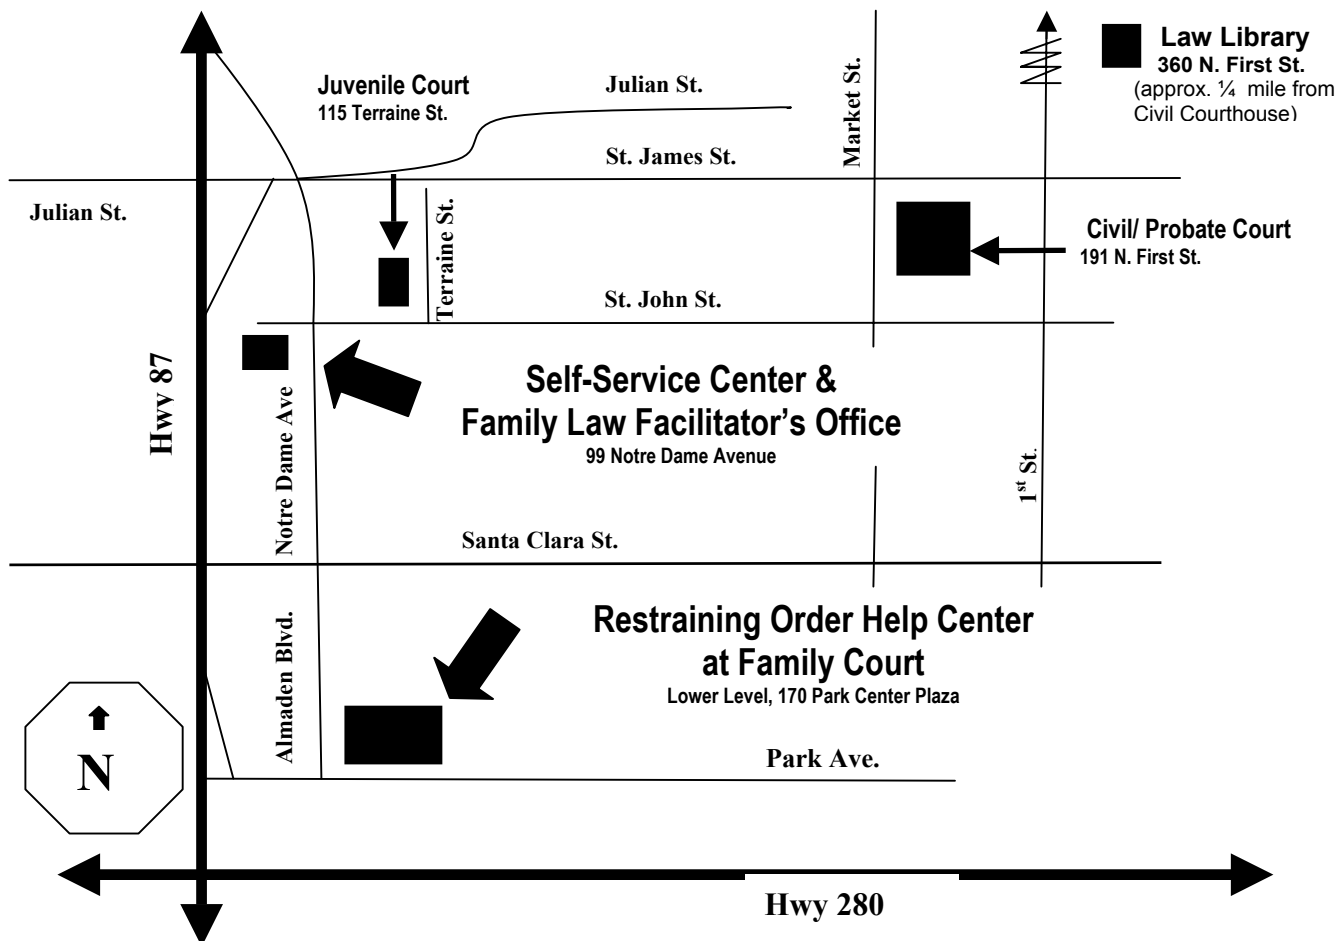 Law Library
360 N. First St.
(approx. ¼ mile from
Civil Courthouse)
Juvenile Court
115 Terraine St.
Julian St.
Market St.
St. James St.
Julian St.
Terraine St.
Civil/ Probate Court
191 N. First St.
St. John St.
Hwy 87
Notre Dame Ave
Self-Service Center &
Family Law Facilitator's Office
99 Notre Dame Avenue
1st St.
Santa Clara St.
Almaden Blvd.
Restraining Order Help Center
at Family Court
Lower Level, 170 Park Center Plaza
N
Park Ave.
Hwy 280